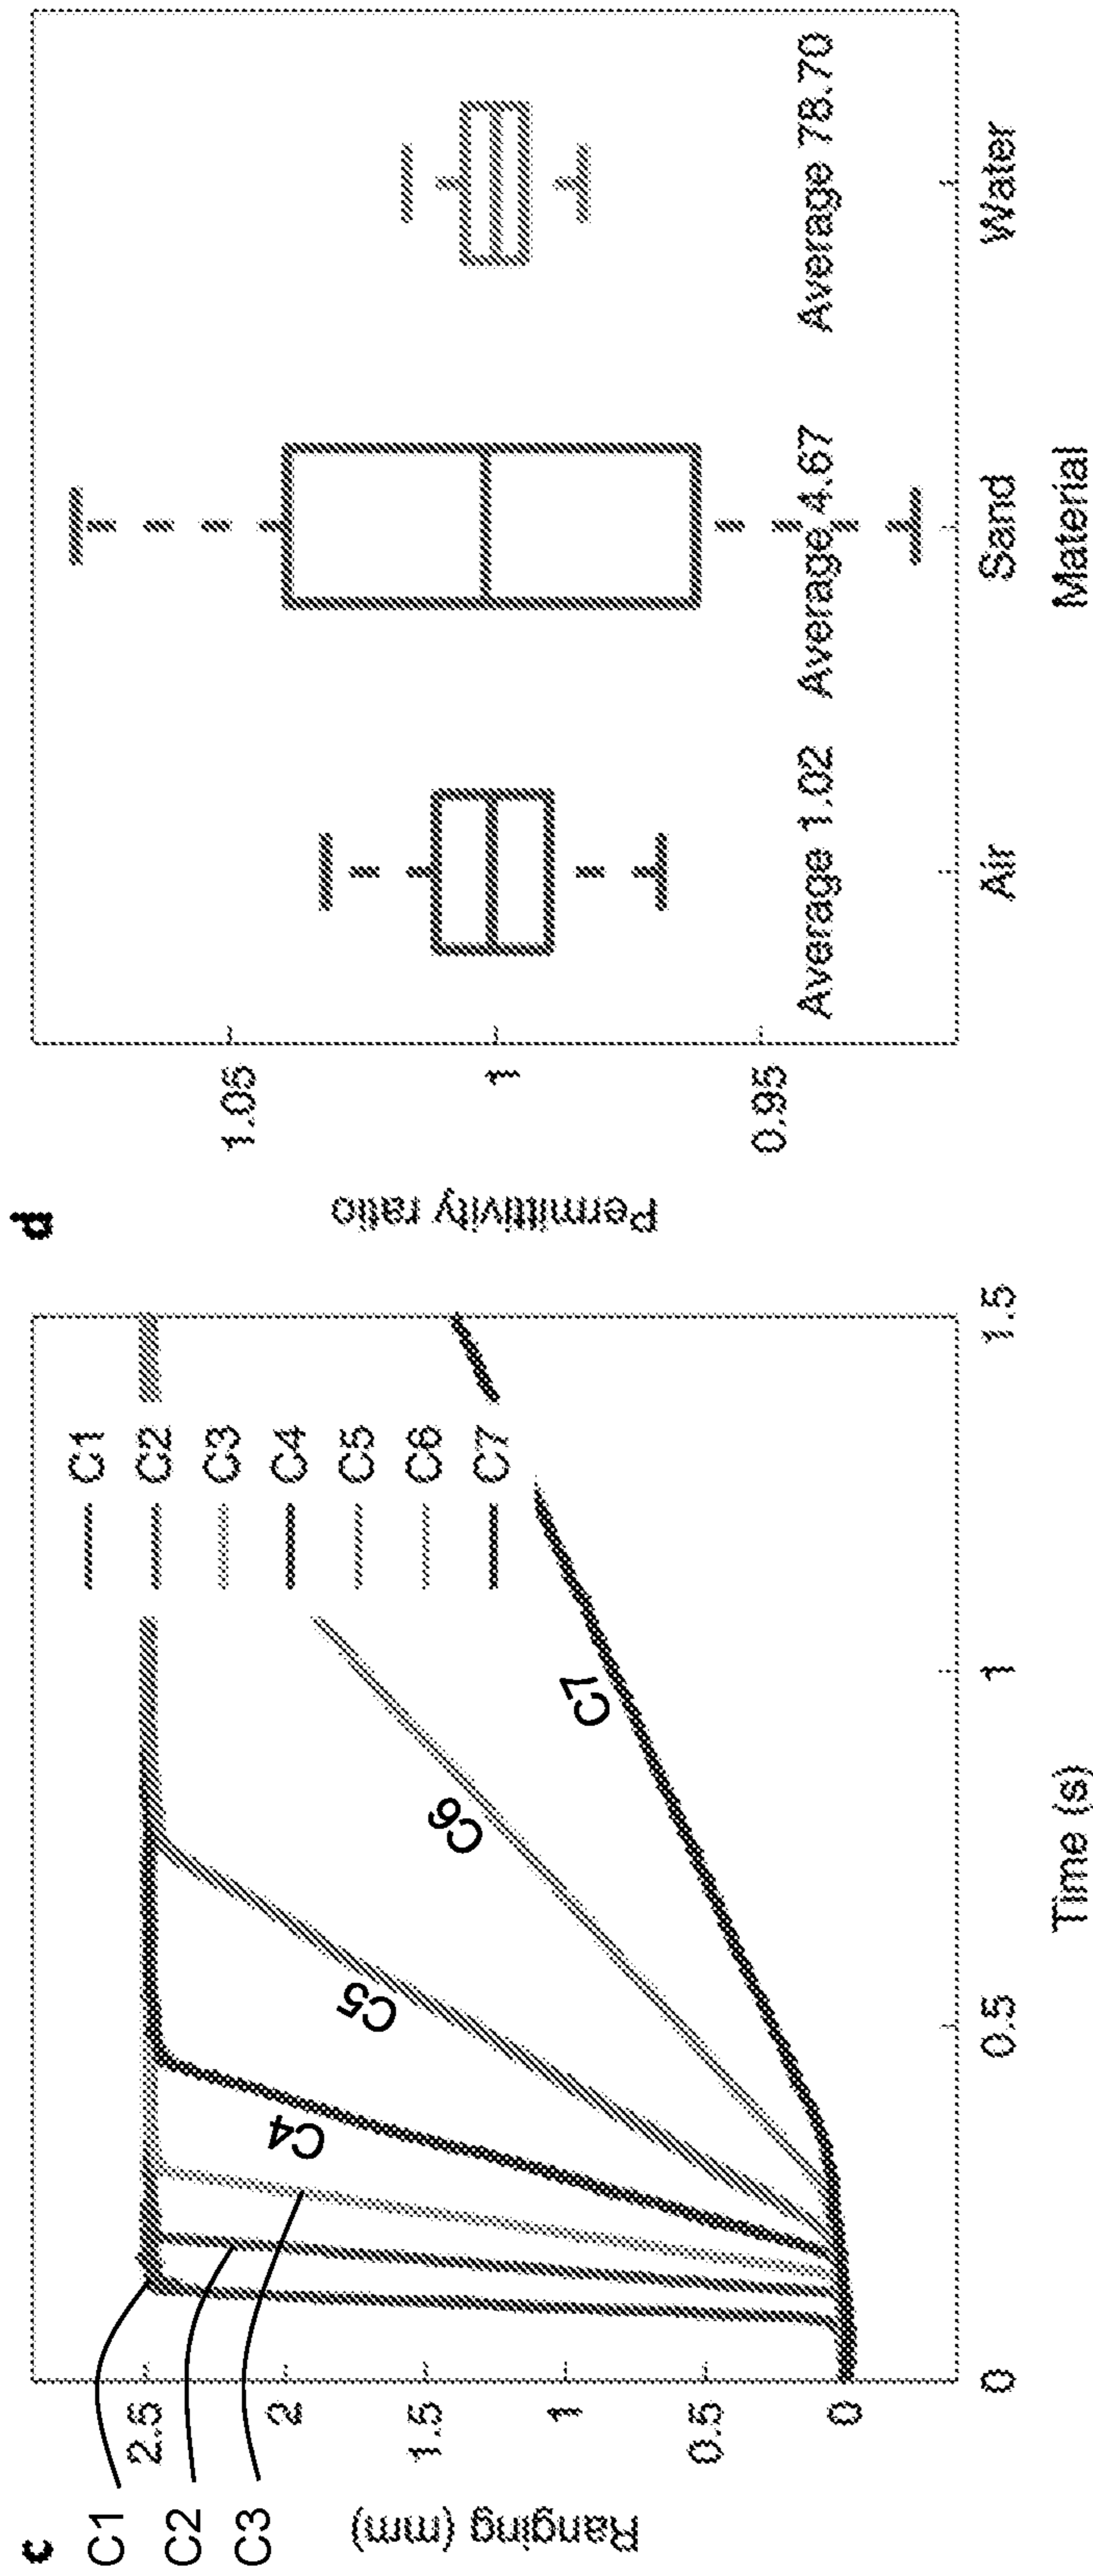 c
C1
C2
C3
Ranging (mm)
2.5
2
1.5
1
0.5
0
C1
C2
C3
C4
C5
C6
C7
C4
C5
C6
C7
0
0.5
1
1.5
Time (s)
d
Permittivity ratio
1.05
1
0.95
Average 1.02
Average 4.67
Average 78.70
Air
Sand
Water
Material